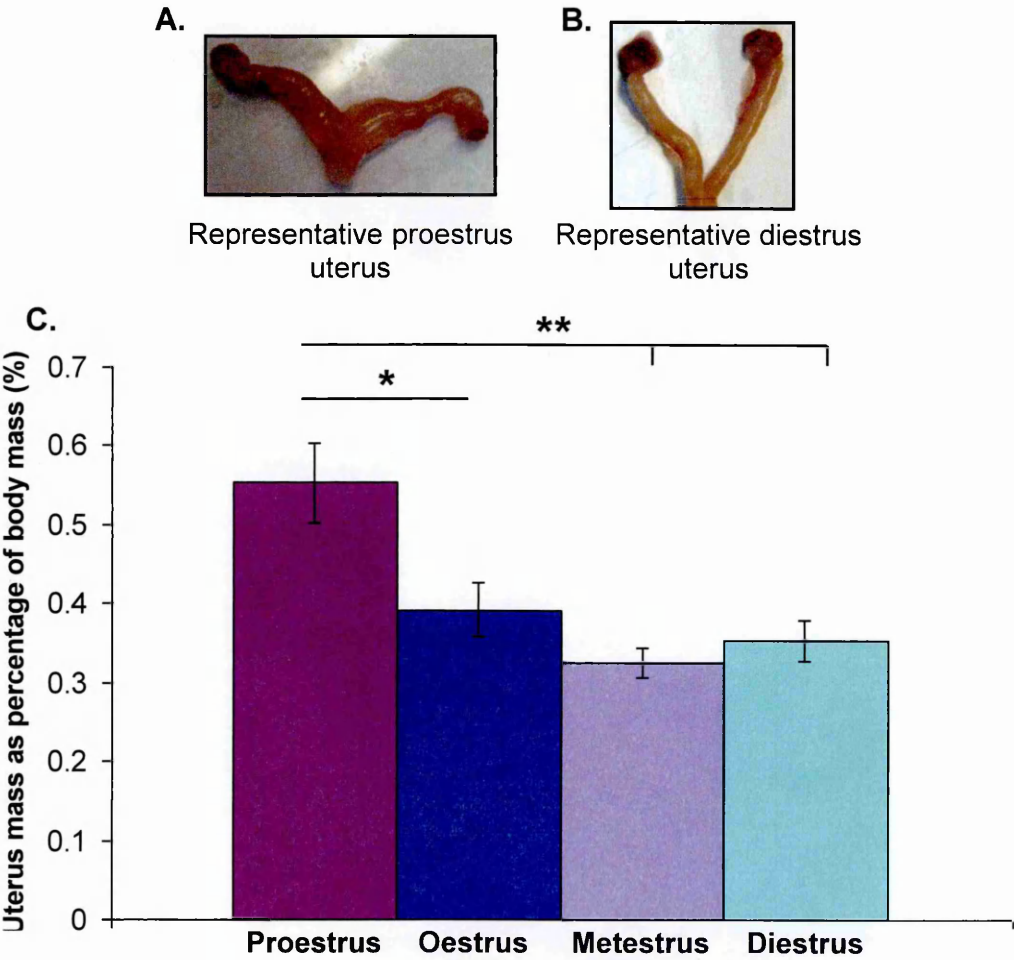 A.
B.
Representative proestrus
uterus
Representative diestrus
uterus
C.
**
*
Uterus mass as percentage of body mass (%)
0.7
0.6
0.5
0.4
0.3
0.2
0.1
0
Proestrus Oestrus Metestrus Diestrus